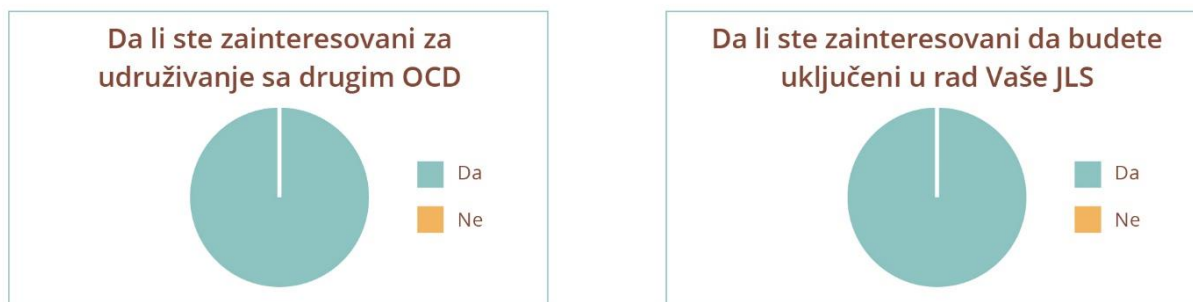 Da li ste zainteresovani za
udruživanje sa drugim OCD
Da
Ne
Da li ste zainteresovani da budete
uključeni u rad Vaše JLS
Da
Ne